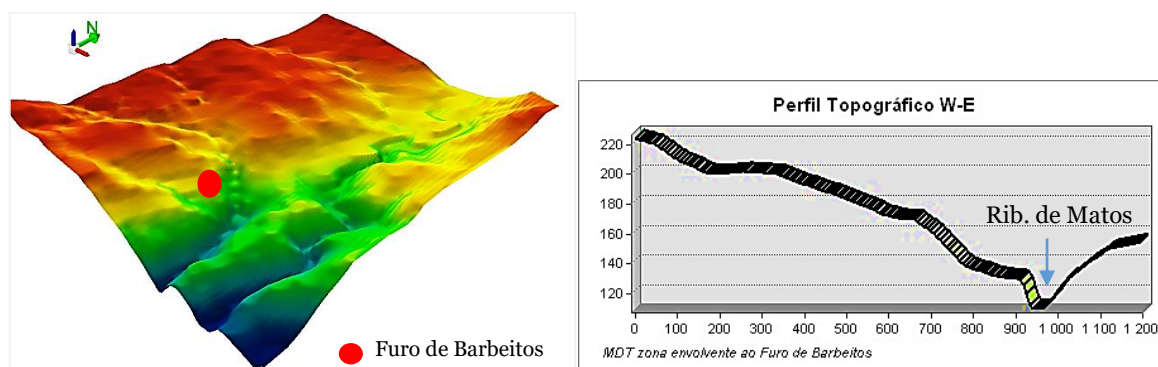 N
Furo de Barbeitos
Perfil Topográfico W-E
220
200
180
160
140
120
Rib. de Matos
0 100 200 300 400 500 600 700 800 900 1 000 1 100 1 200
MDT zona envolvente ao Furo de Barbeitos